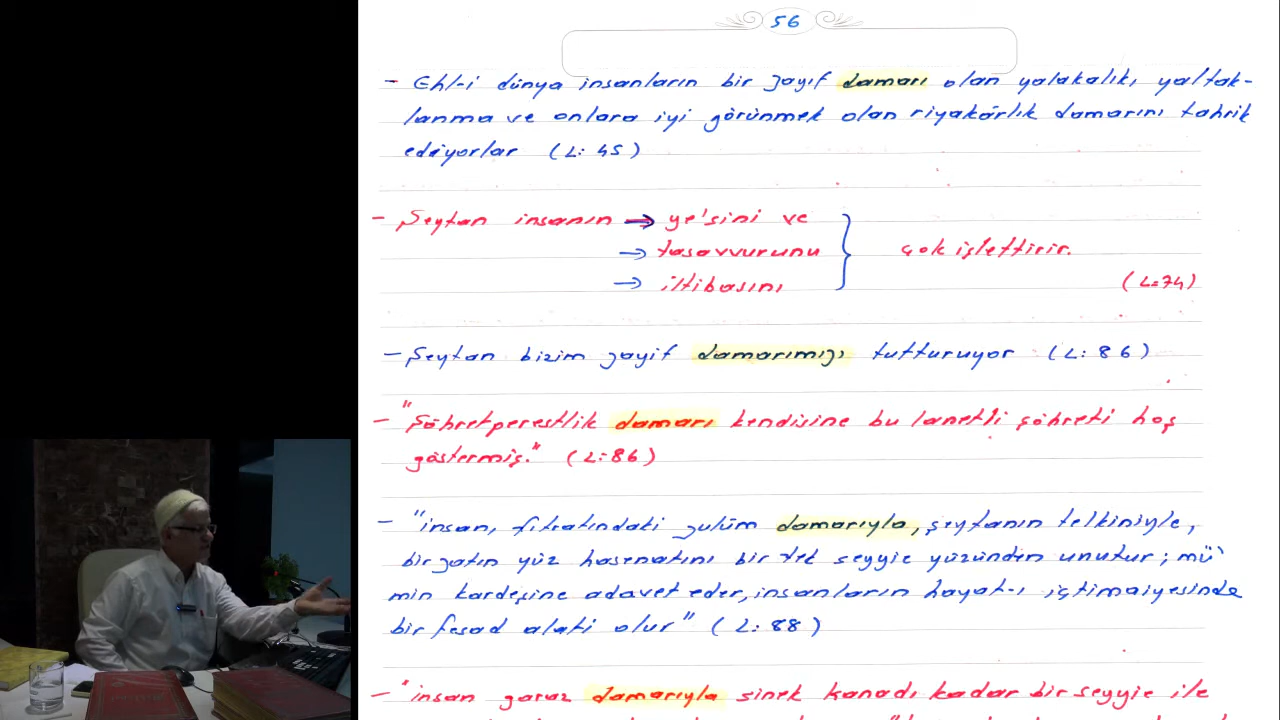 56
- Ehl-i dünya insanların bir zayıf damarı olan yalakalık, yaltak-
lanma ve onlara iyi görünmek olan riyakârlık damarını tahrik
ediyorlar (L: 45)
- Şeytan insanın → ye'sini ve
→ tasavvurunu
→ iltibasını
çok işlettirir.
(L:74)
- Şeytan bizim zayıf damarımızı tutturuyor (L: 86)
- "Şöhretperestlik damarı kendisine bu lanetli şöhreti hoş
göstermiş." (L:86)
- "insan, fıtratındaki zulüm damarıyla, şeytanın telkiniyle,
bir zatın yüz hasenatını bir tek seyyie yüzünden unutur; mü'
min kardeşine adavet eder, insanların hayat-ı içtimaiyesinde
bir fesad aleti olur" (L: 88)
- "insan garaz damarıyla sinek kanadı kadar bir seyyie ile